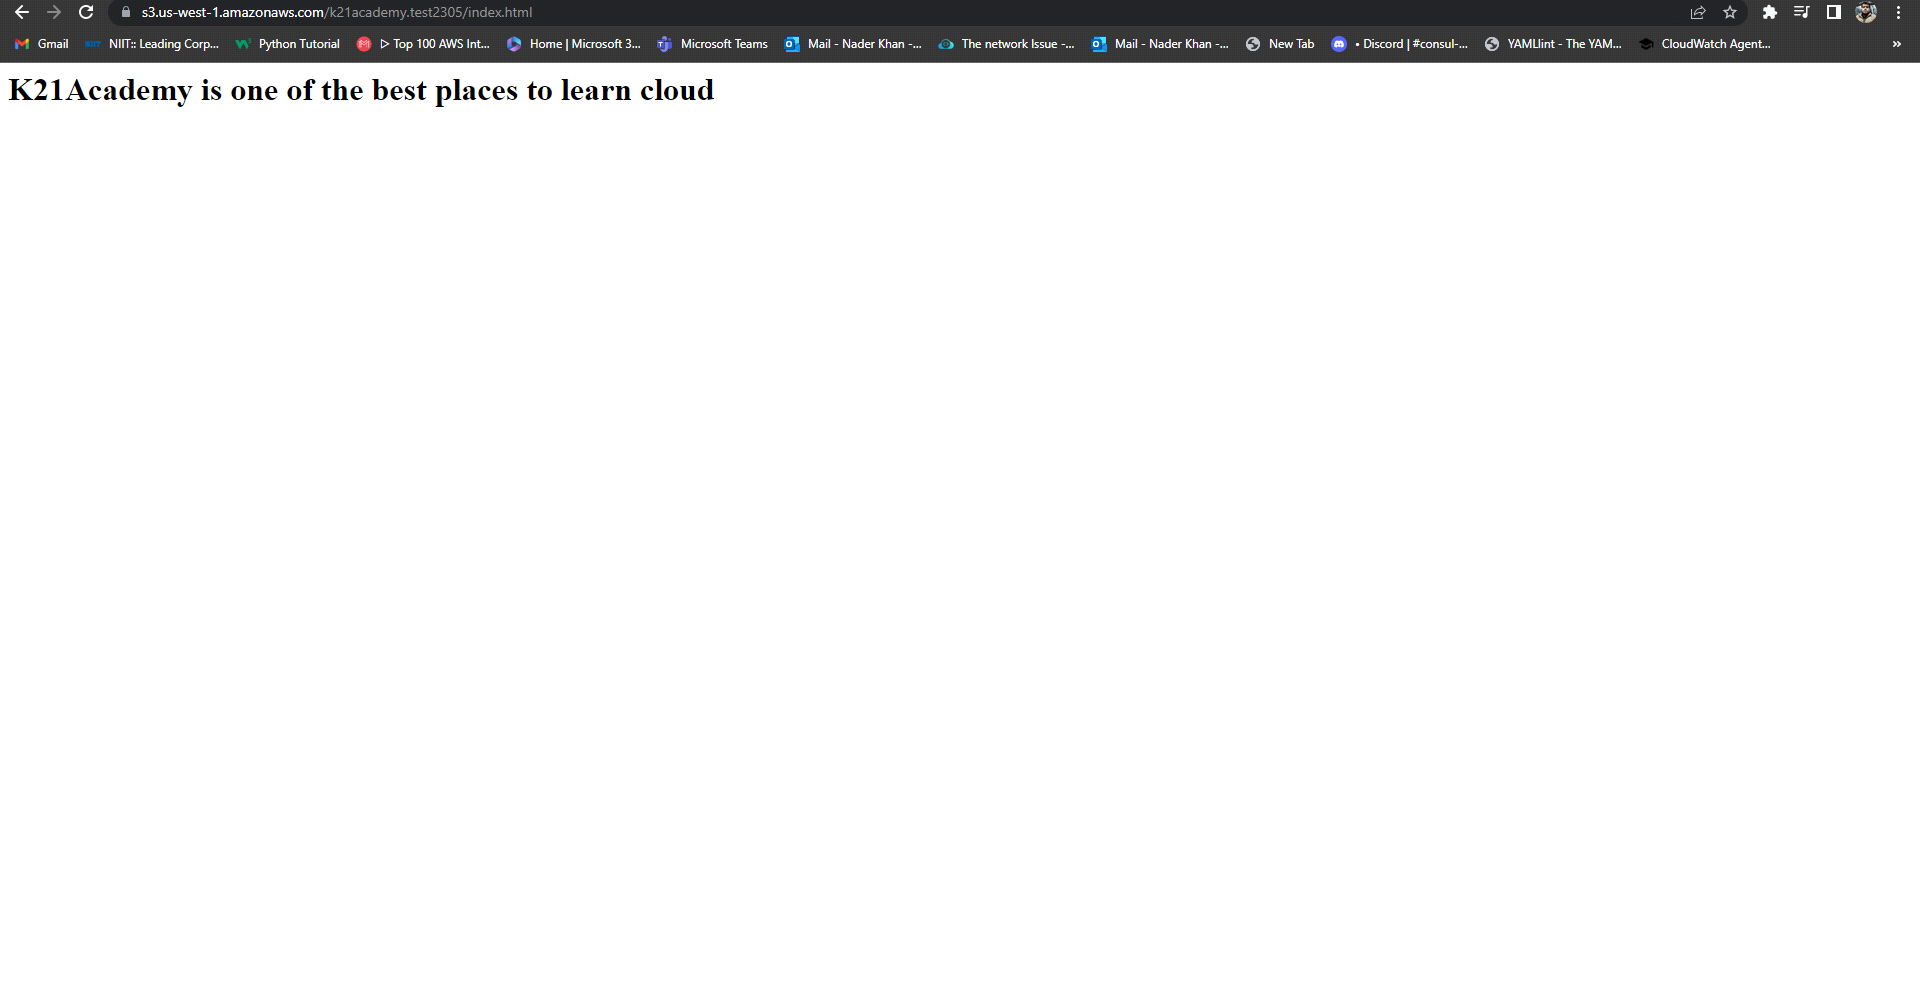 s3.us-west-1.amazonaws.com/k21academy.test2305/index.html
Gmail NIIT:: Leading Corp... Python Tutorial ᐅ Top 100 AWS Int... Home | Microsoft 3... Microsoft Teams Mail - Nader Khan -... The network Issue -... Mail - Nader Khan -... New Tab • Discord | #consul-... YAMLlint - The YAM... CloudWatch Agent... »
K21Academy is one of the best places to learn cloud